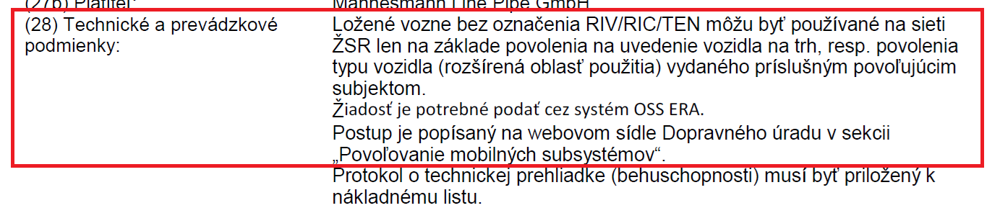 (27b) Platiteľ:
Mannesmann Line Pipe GmbH
(28) Technické a prevádzkové
podmienky:
Ložené vozne bez označenia RIV/RIC/TEN môžu byť používané na sieti
ŽSR len na základe povolenia na uvedenie vozidla na trh, resp. povolenia
typu vozidla (rozšírená oblasť použitia) vydaného príslušným povoľujúcim
subjektom.
Žiadosť je potrebné podať cez systém OSS ERA.
Postup je popísaný na webovom sídle Dopravného úradu v sekcii
„Povoľovanie mobilných subsystémov“.
Protokol o technickej prehliadke (behuschopnosti) musí byť priložený k
nákladnému listu.